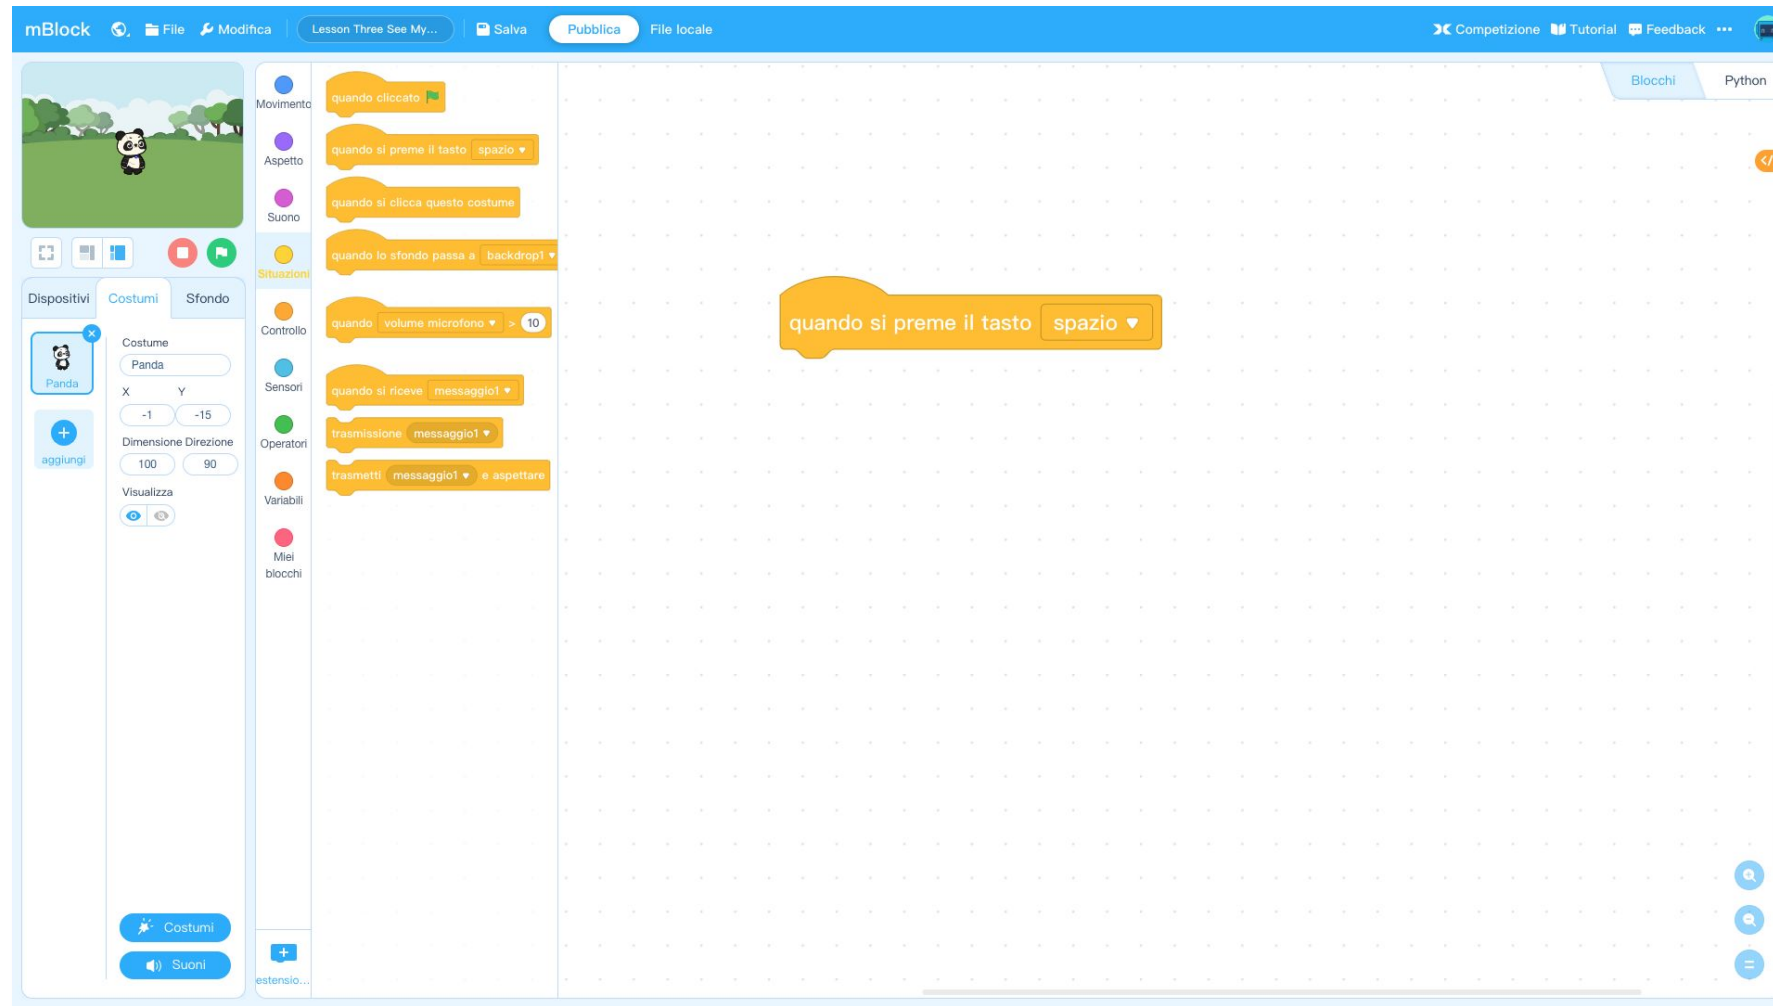 mBlock File Modifica Lesson Three See My... Salva Pubblica File locale Competizione Tutorial Feedback
Blocchi Python
Movimento
Aspetto
Suono
Situazioni
Controllo
Sensori
Operatori
Variabili
Miei
blocchi
estensio...
quando cliccato
quando si preme il tasto spazio
quando si clicca questo costume
quando lo sfondo passa a backdrop1
quando volume microfono > 10
quando si riceve messaggio1
trasmissione messaggio1
trasmetti messaggio1 e aspettare
quando si preme il tasto spazio
Dispositivi Costumi Sfondo
Panda
aggiungi
Costume
Panda
X Y
-1 -15
Dimensione Direzione
100 90
Visualizza
Costumi
Suoni